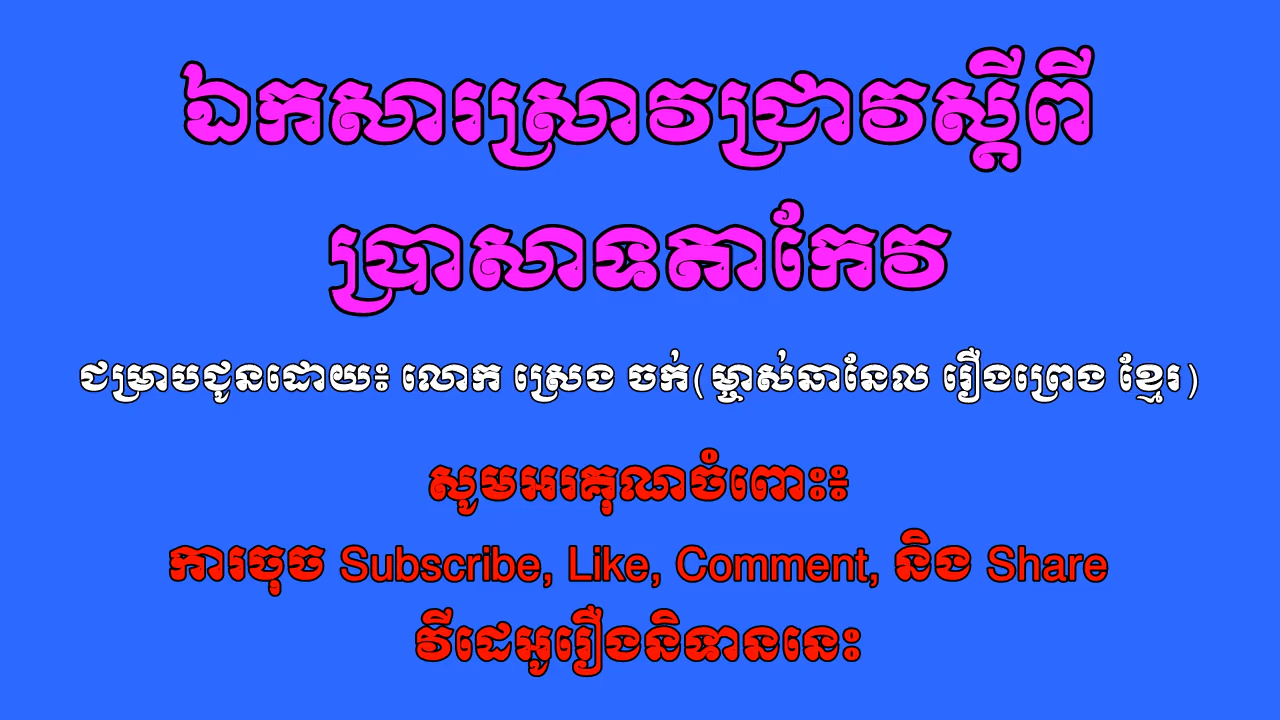 ឯកសារស្រាវជ្រាវស្ដីពី
ប្រាសាទតាកែវ
ជម្រាបជូនដោយ៖ លោក ស្រេង ចក់(ម្ចាស់ឆានែល រឿងព្រេង ខ្មែរ)
សូមអរគុណចំពោះ៖
ការចុច Subscribe, Like, Comment, និង Share
វីដេអូរឿងនិទាននេះ